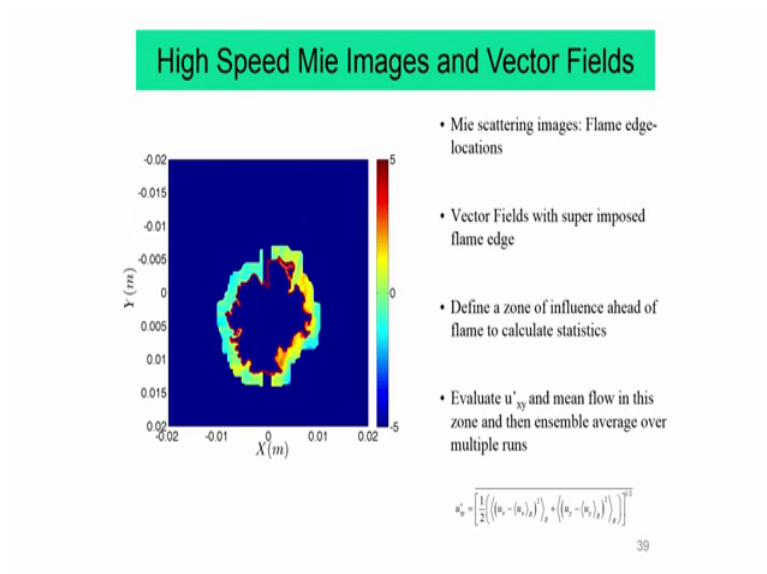 High Speed Mie Images and Vector Fields
• Mie scattering images: Flame edge-
locations
• Vector Fields with super imposed
flame edge
• Define a zone of influence ahead of
flame to calculate statistics
• Evaluate u'xy and mean flow in this
zone and then ensemble average over
multiple runs
-0.02
-0.015
-0.01
-0.005
0
0.005
0.01
0.015
0.02
Y (m)
-0.02 -0.01 0 0.01 0.02
X(m)
5
0
-5
39